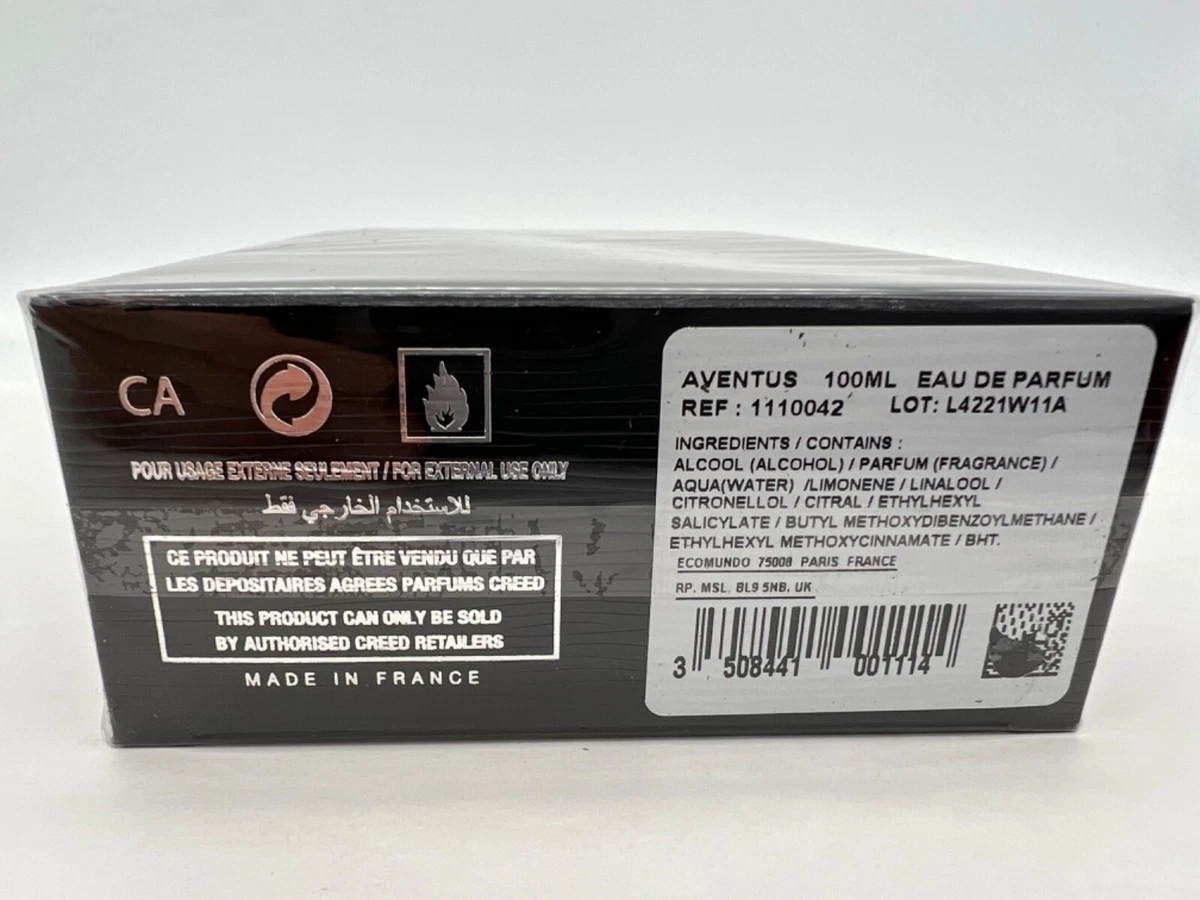 CA
POUR USAGE EXTERNE SEULEMENT / FOR EXTERNAL USE ONLY
للاستخدام الخارجي فقط
CE PRODUIT NE PEUT ÊTRE VENDU QUE PAR
LES DEPOSITAIRES AGREES PARFUMS CREED
THIS PRODUCT CAN ONLY BE SOLD
BY AUTHORISED CREED RETAILERS
MADE IN FRANCE
AVENTUS 100ML EAU DE PARFUM
REF : 1110042 LOT: L4221W11A
INGREDIENTS / CONTAINS :
ALCOOL (ALCOHOL) / PARFUM (FRAGRANCE) /
AQUA(WATER) /LIMONENE / LINALOOL /
CITRONELLOL / CITRAL / ETHYLHEXYL
SALICYLATE / BUTYL METHOXYDIBENZOYLMETHANE /
ETHYLHEXYL METHOXYCINNAMATE / BHT.
ECOMUNDO 75008 PARIS FRANCE
RP. MSL. BL9 5NB. UK
3 508441 001114